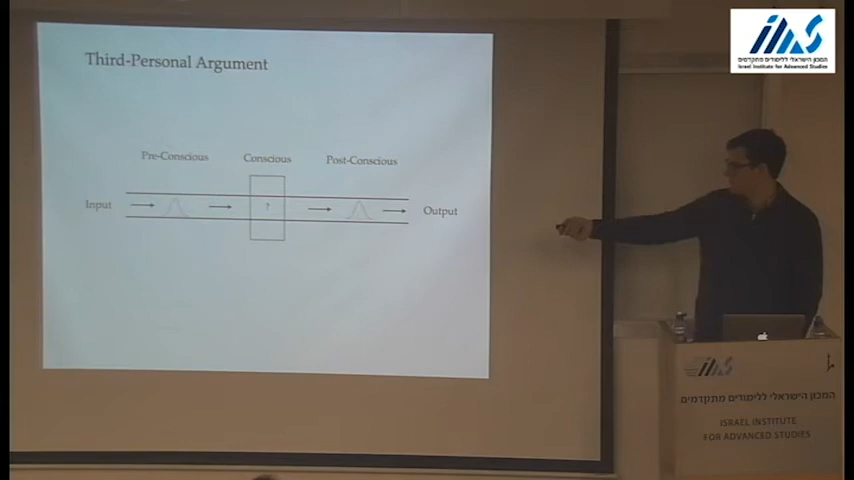 Third-Personal Argument
Pre-Conscious Conscious Post-Conscious
Input ? Output
המכון הישראלי ללימודים מתקדמים
Israel Institute for Advanced Studies
המכון הישראלי ללימודים מתקדמים
ISRAEL INSTITUTE
FOR ADVANCED STUDIES